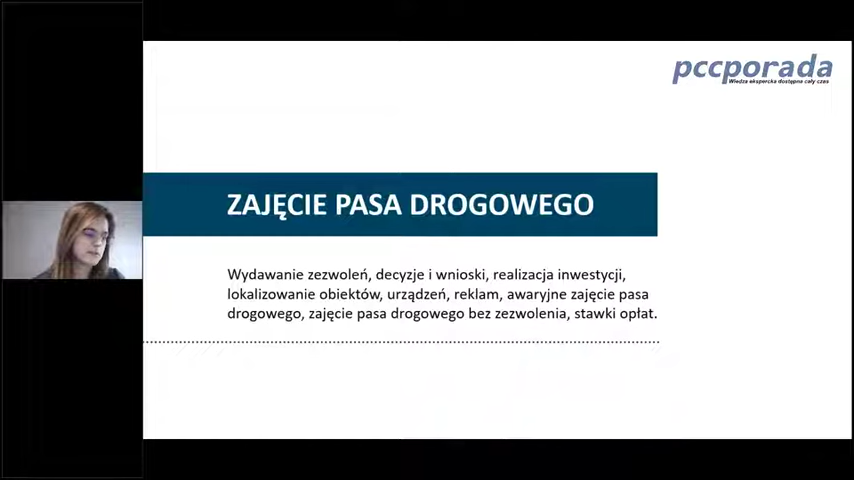 pccporada
Wiedza ekspercka dostępna cały czas
ZAJĘCIE PASA DROGOWEGO
Wydawanie zezwoleń, decyzje i wnioski, realizacja inwestycji,
lokalizowanie obiektów, urządzeń, reklam, awaryjne zajęcie pasa
drogowego, zajęcie pasa drogowego bez zezwolenia, stawki opłat.